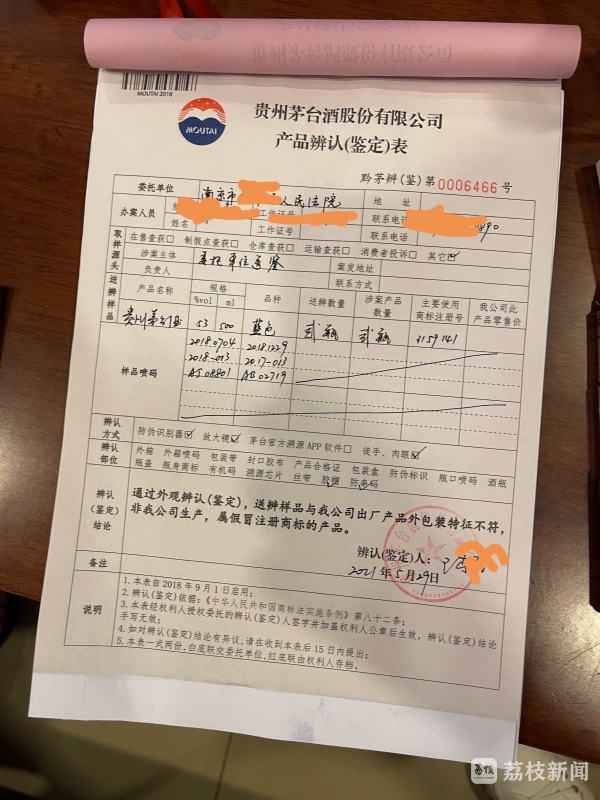 MOUTAI 2018
MOUTAI
贵州茅台酒股份有限公司
产品辨认(鉴定)表
黔茅辨(鉴)第0006466号
委托单位 南京市 人民法院 地 址
办案人员 工作证号 联系电话 890
姓名 工作证号 联系电话
取样源头 在售查获□ 制假点查获□ 仓库查获□ 运输查获□ 消费者投诉□ 其它☑
涉案主体 委托单位送鉴 案发地址
负责人 联系方式
送辨样品 产品名称 规格 %vol ml 品种 送辨数量 涉案产品数量 主要使用商标注册号 我公司此产品零售价
贵州茅台酒 53 500 蓝色 贰瓶 贰瓶 3159141
样品喷码
20180704 20181229
2018-013 2017-013
AJ08801 AB02719
辨认方式 防伪识别器☑ 放大镜☑ 茅台官方溯源APP软件□ 徒手、肉眼☑
辨认部位 外箱 外箱喷码 包装带 封口胶布 产品合格证 包装盒 防伪标识 瓶口喷码 酒瓶
瓶盖 瓶身商标 有机码 溯源芯片 丝带 胶帽 防串码
辨认(鉴定)结论 通过外观辨认(鉴定)，送辨样品与我公司出厂产品外包装特征不符，
非我公司生产，属假冒注册商标的产品。
辨认(鉴定)人：
2021年5月29日
备注
说明
1. 本表自2018年9月1日启用；
2. 辨认(鉴定)依据：《中华人民共和国商标法实施条例》第八十二条；
3. 本表经权利人授权委托的辨认(鉴定)人签字并加盖权利人公章后生效，辨认(鉴定)结论
手写无效；
4. 如对辨认(鉴定)结论有异议，请在收到本表后15日内提出；
5. 本表一式两份，白底联交委托单位，红底联由权利人存档。
荔枝新闻